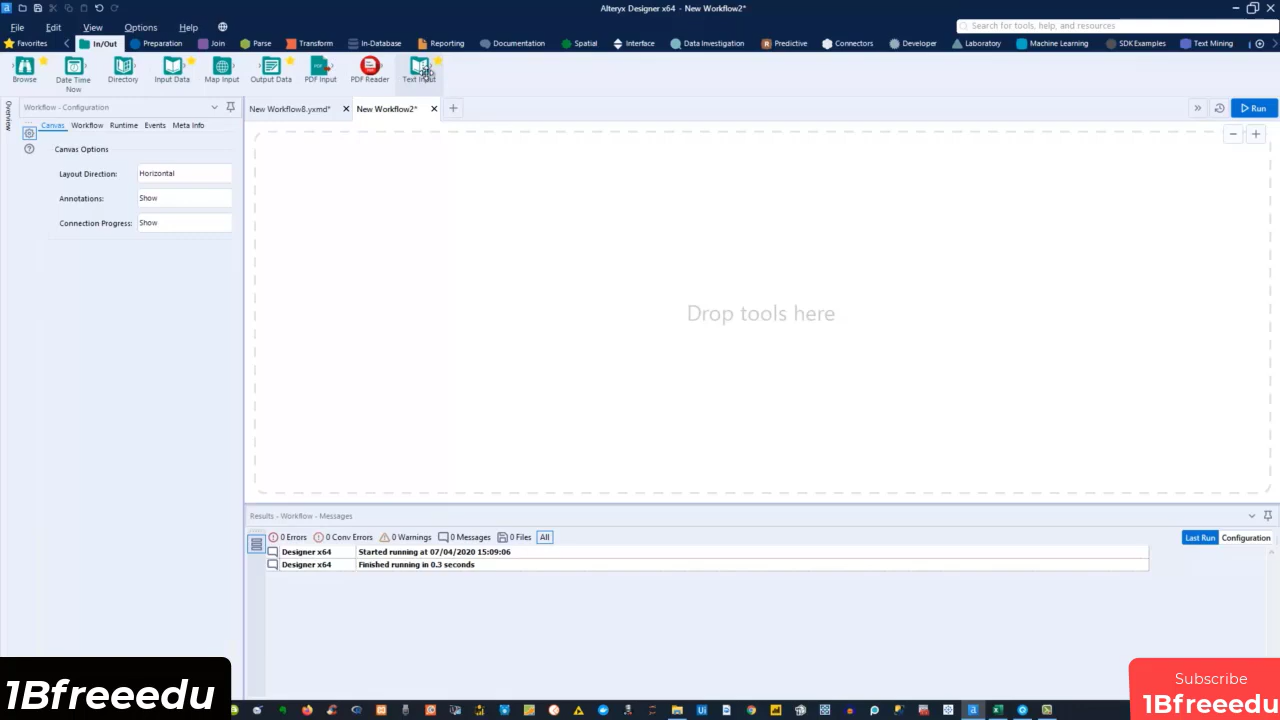 Alteryx Designer x64 - New Workflow2*
File Edit View Options Help
Search for tools, help, and resources
Favorites In/Out Preparation Join Parse Transform In-Database Reporting Documentation Spatial Interface Data Investigation Predictive Connectors Developer Laboratory Machine Learning SDK Examples Text Mining
Browse Date Time Now Directory Input Data Map Input Output Data PDF Input PDF Reader Text Input
Overview
Workflow - Configuration
New Workflow8.yxmd* New Workflow2*
Run
Canvas Workflow Runtime Events Meta Info
Canvas Options
Layout Direction: Horizontal
Annotations: Show
Connection Progress: Show
Drop tools here
Results - Workflow - Messages
0 Errors 0 Conv Errors 0 Warnings 0 Messages 0 Files All
Last Run Configuration
Designer x64 Started running at 07/04/2020 15:09:06
Designer x64 Finished running in 0.3 seconds
1Bfreeedu
Subscribe
1Bfreeedu